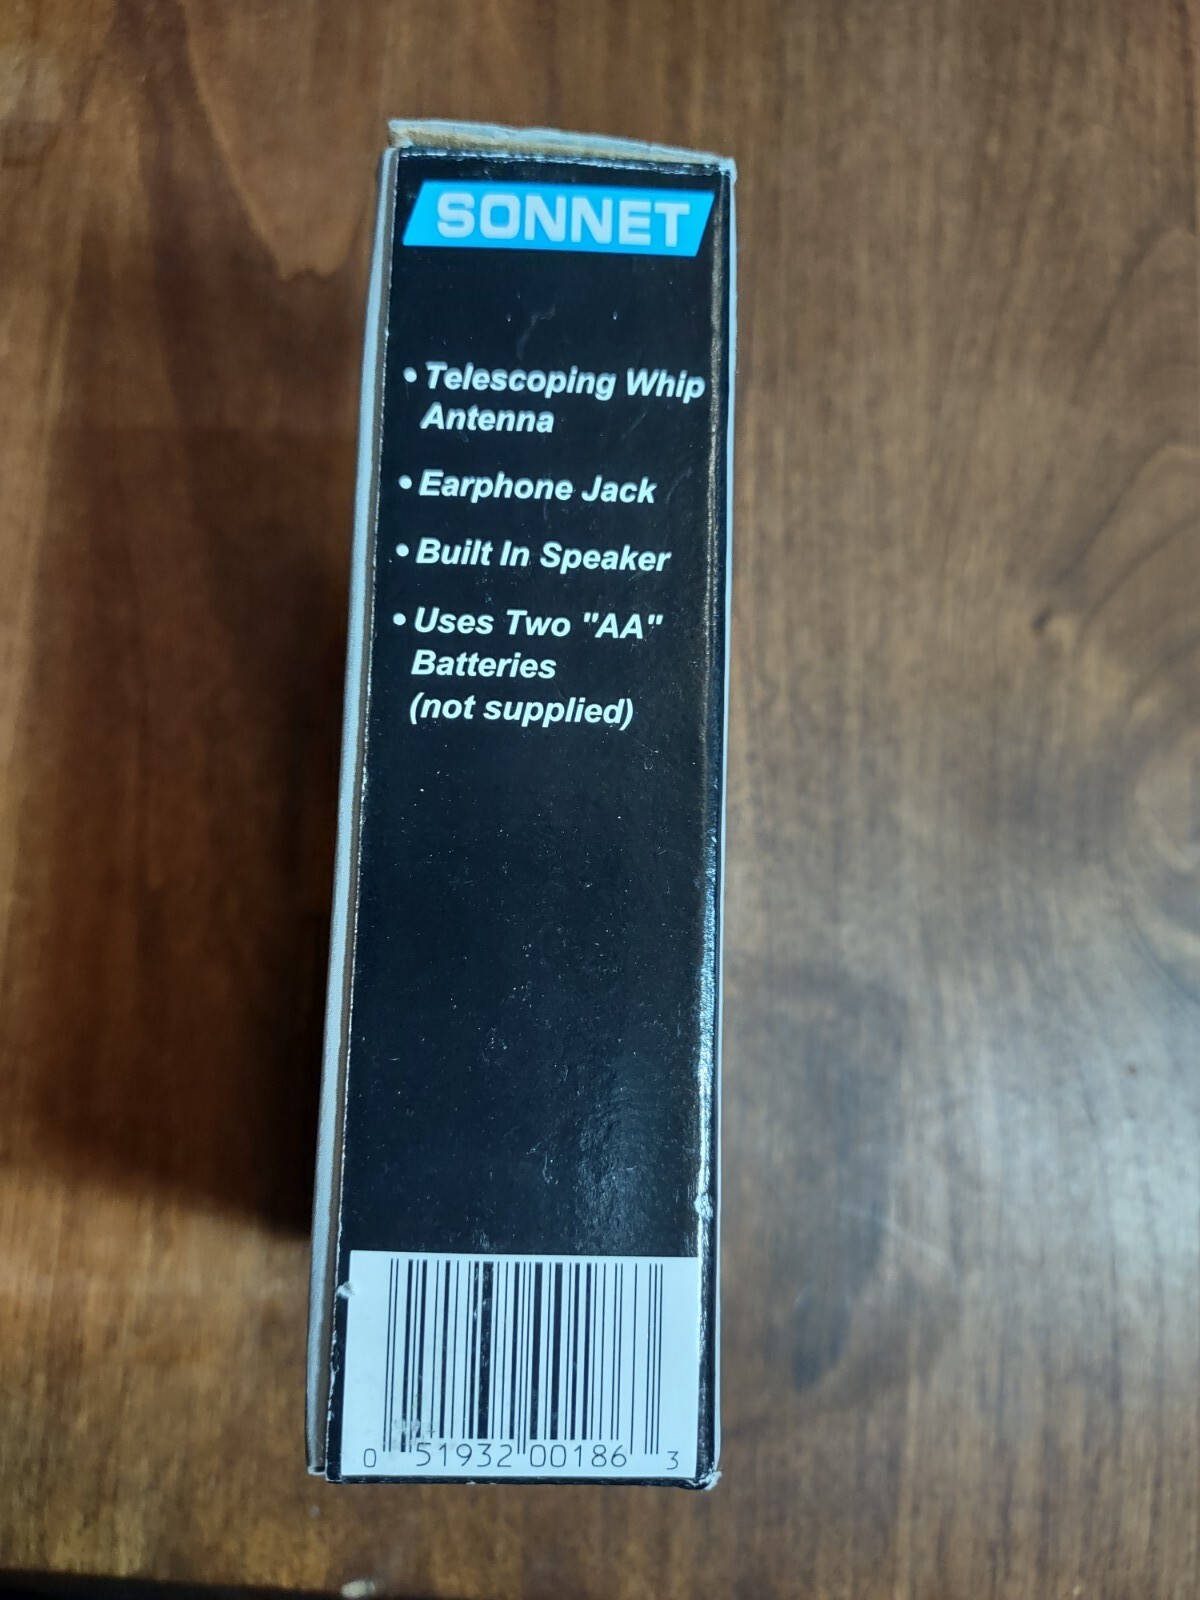 SONNET
• Telescoping Whip
Antenna
• Earphone Jack
• Built In Speaker
• Uses Two "AA"
Batteries
(not supplied)
0 51932 00186 3